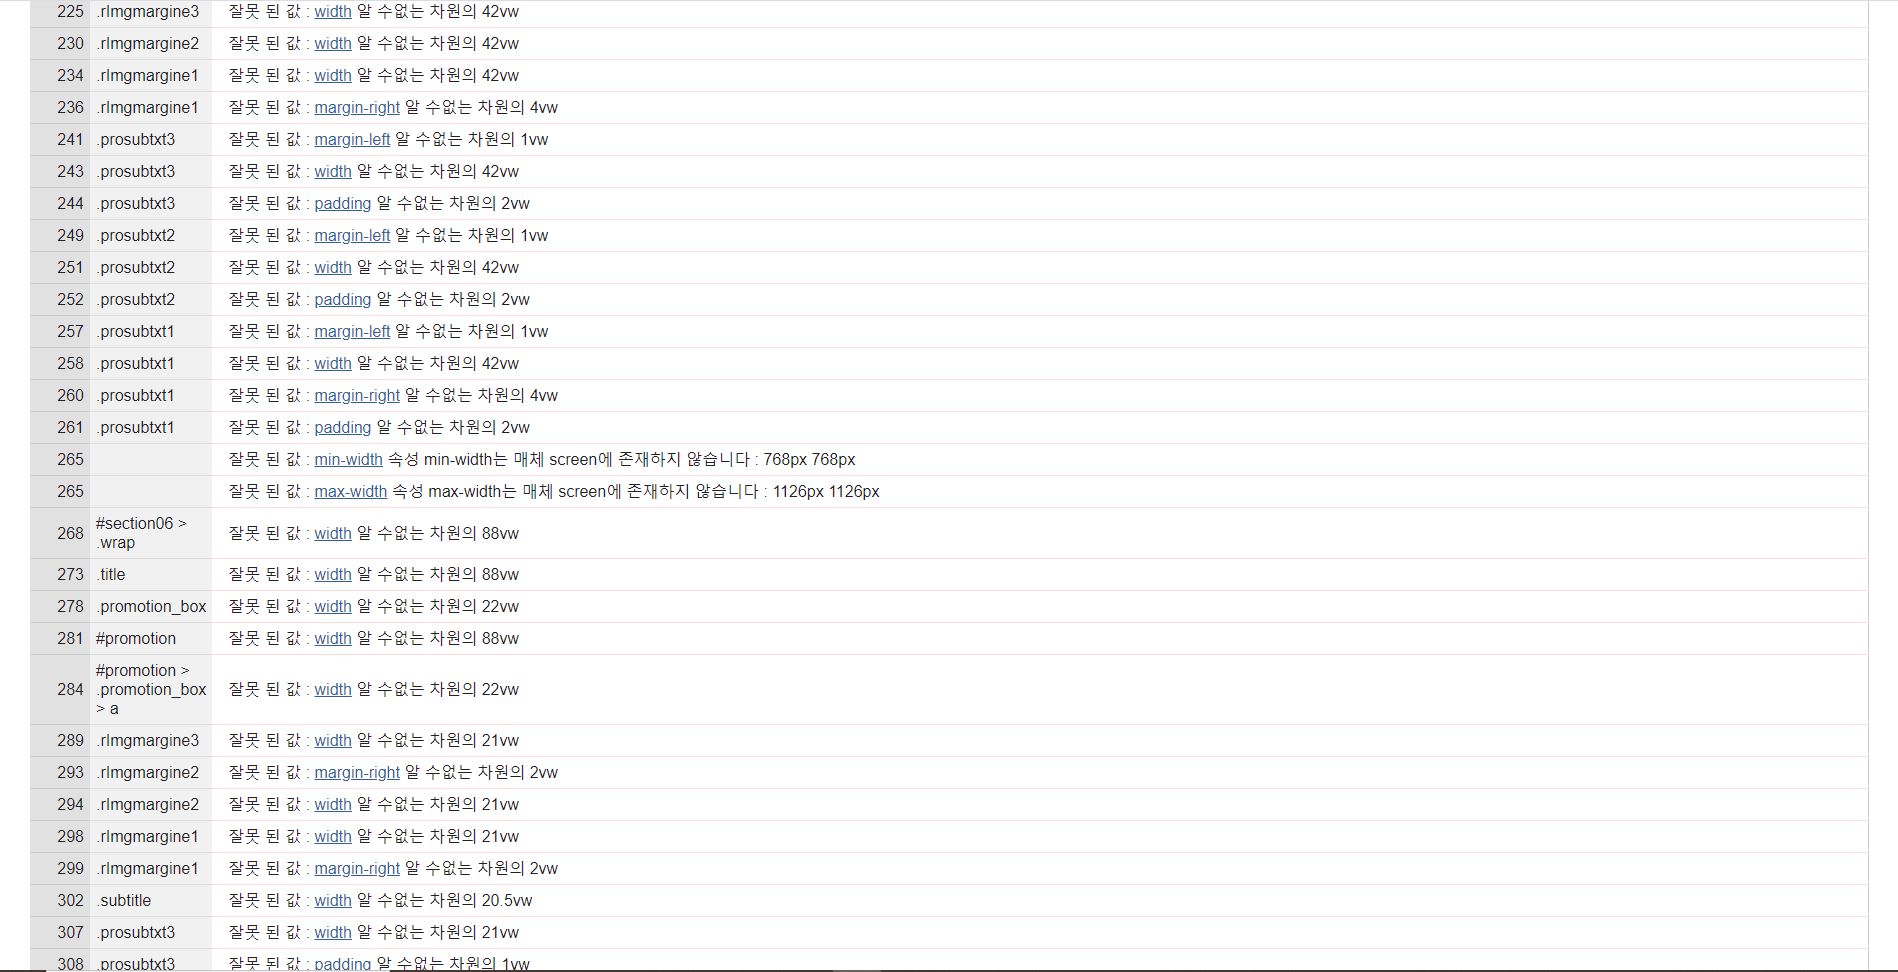 225 .rImgmargine3 잘못 된 값 : width 알 수없는 차원의 42vw
230 .rImgmargine2 잘못 된 값 : width 알 수없는 차원의 42vw
234 .rImgmargine1 잘못 된 값 : width 알 수없는 차원의 42vw
236 .rImgmargine1 잘못 된 값 : margin-right 알 수없는 차원의 4vw
241 .prosubtxt3 잘못 된 값 : margin-left 알 수없는 차원의 1vw
243 .prosubtxt3 잘못 된 값 : width 알 수없는 차원의 42vw
244 .prosubtxt3 잘못 된 값 : padding 알 수없는 차원의 2vw
249 .prosubtxt2 잘못 된 값 : margin-left 알 수없는 차원의 1vw
251 .prosubtxt2 잘못 된 값 : width 알 수없는 차원의 42vw
252 .prosubtxt2 잘못 된 값 : padding 알 수없는 차원의 2vw
257 .prosubtxt1 잘못 된 값 : margin-left 알 수없는 차원의 1vw
258 .prosubtxt1 잘못 된 값 : width 알 수없는 차원의 42vw
260 .prosubtxt1 잘못 된 값 : margin-right 알 수없는 차원의 4vw
261 .prosubtxt1 잘못 된 값 : padding 알 수없는 차원의 2vw
265 잘못 된 값 : min-width 속성 min-width는 매체 screen에 존재하지 않습니다 : 768px 768px
265 잘못 된 값 : max-width 속성 max-width는 매체 screen에 존재하지 않습니다 : 1126px 1126px
#section06 >
268 .wrap 잘못 된 값 : width 알 수없는 차원의 88vw
273 .title 잘못 된 값 : width 알 수없는 차원의 88vw
278 .promotion_box 잘못 된 값 : width 알 수없는 차원의 22vw
281 #promotion 잘못 된 값 : width 알 수없는 차원의 88vw
#promotion >
284 .promotion_box 잘못 된 값 : width 알 수없는 차원의 22vw
> a
289 .rImgmargine3 잘못 된 값 : width 알 수없는 차원의 21vw
293 .rImgmargine2 잘못 된 값 : margin-right 알 수없는 차원의 2vw
294 .rImgmargine2 잘못 된 값 : width 알 수없는 차원의 21vw
298 .rImgmargine1 잘못 된 값 : width 알 수없는 차원의 21vw
299 .rImgmargine1 잘못 된 값 : margin-right 알 수없는 차원의 2vw
302 .subtitle 잘못 된 값 : width 알 수없는 차원의 20.5vw
307 .prosubtxt3 잘못 된 값 : width 알 수없는 차원의 21vw
308 .prosubtxt3 잘못 된 값 : padding 알 수없는 차원의 1vw